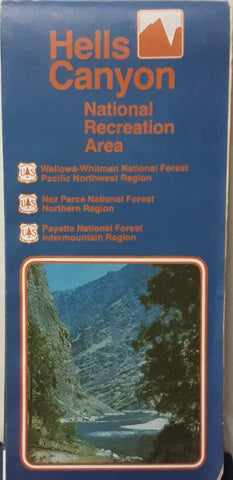 Hells
Canyon
National
Recreation
Area
Wallowa-Whitman National Forest
Pacific Northwest Region
Nez Perce National Forest
Northern Region
Payette National Forest
Intermountain Region